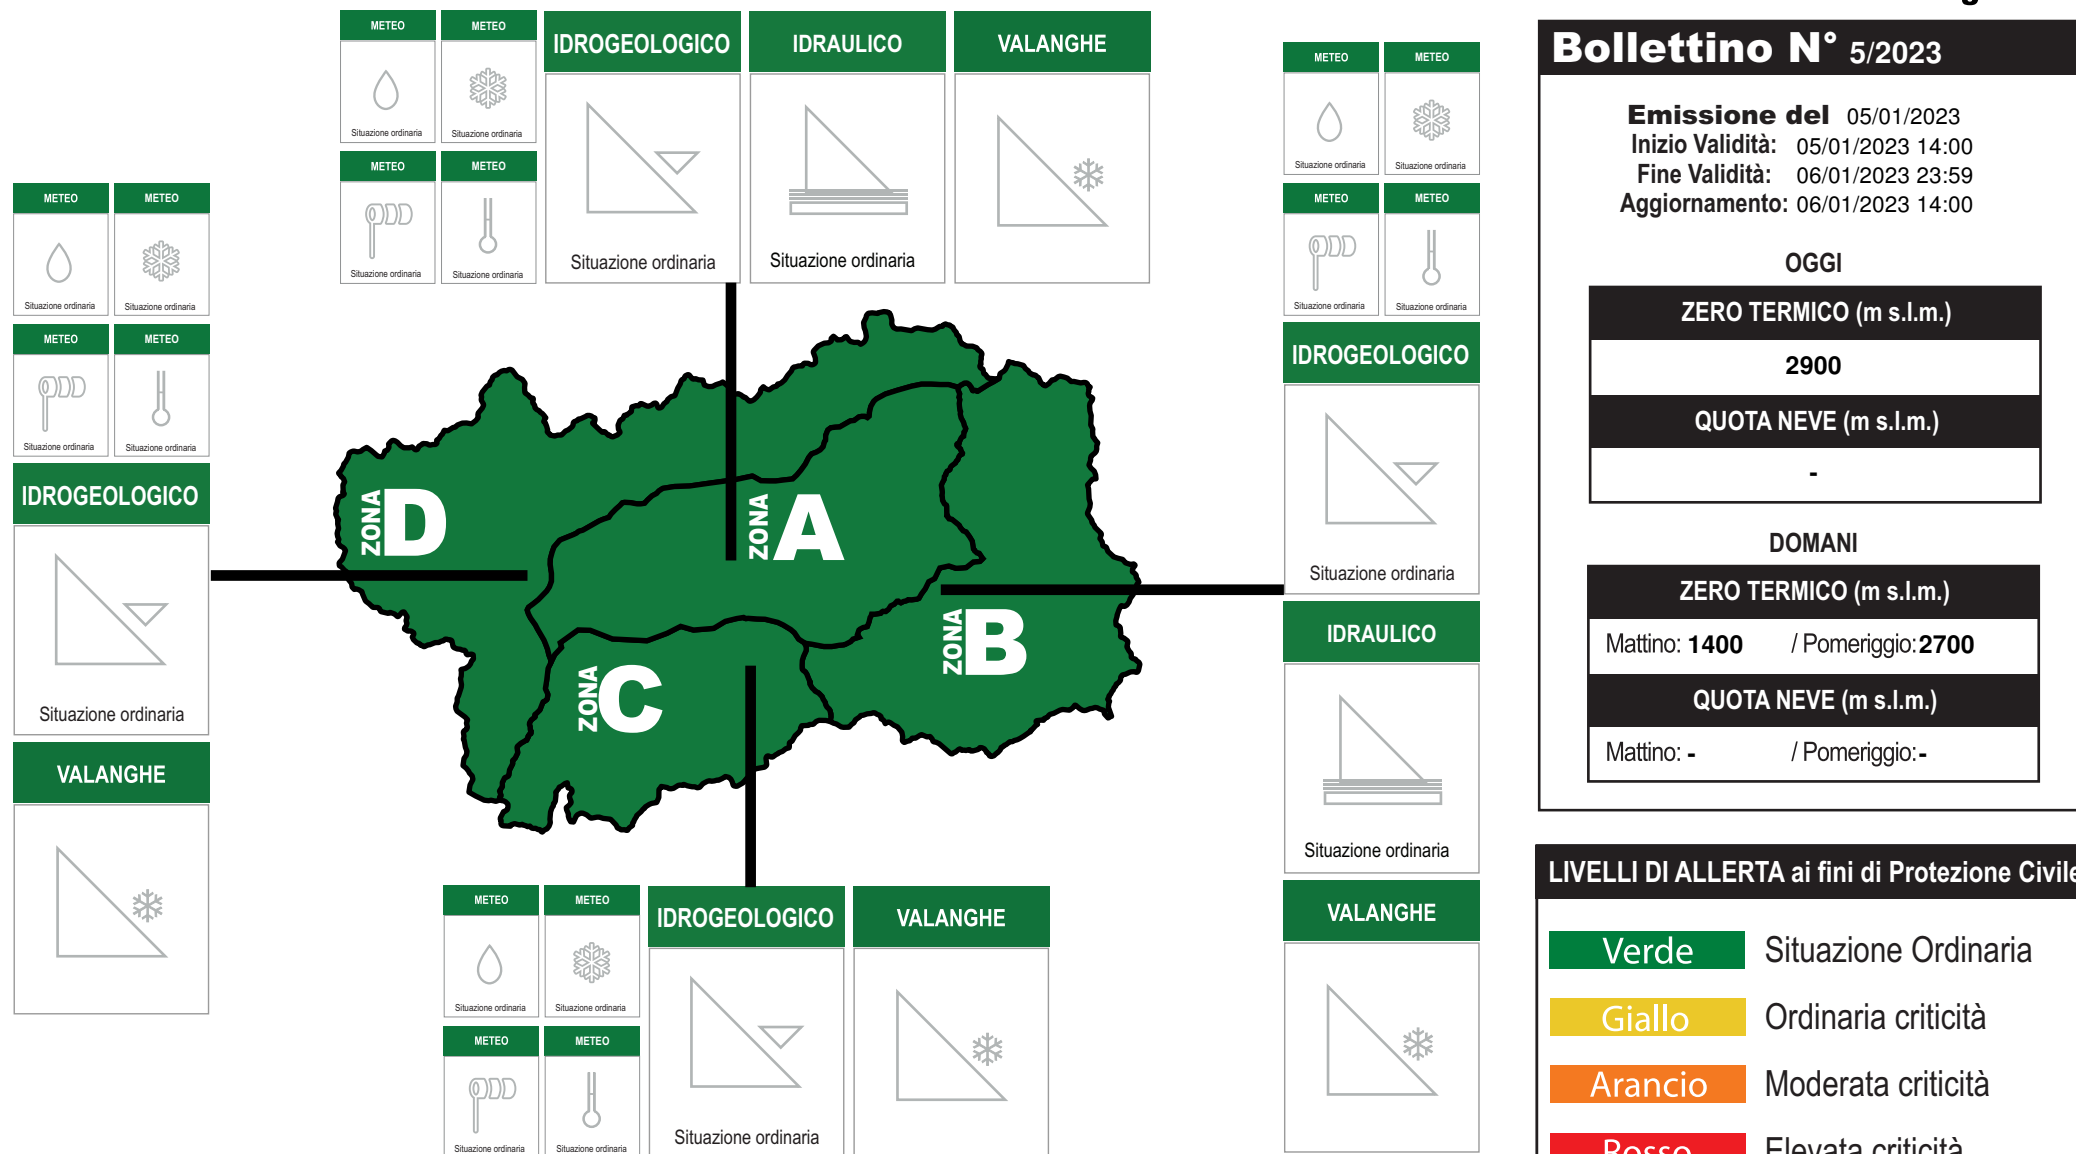 METEO
METEO
Situazione ordinaria
Situazione ordinaria
METEO
METEO
Situazione ordinaria
Situazione ordinaria
IDROGEOLOGICO
Situazione ordinaria
IDRAULICO
Situazione ordinaria
VALANGHE
METEO
METEO
Situazione ordinaria
Situazione ordinaria
METEO
METEO
Situazione ordinaria
Situazione ordinaria
IDROGEOLOGICO
Situazione ordinaria
VALANGHE
ZONA D
ZONA A
ZONA B
ZONA C
METEO
METEO
Situazione ordinaria
Situazione ordinaria
METEO
METEO
Situazione ordinaria
Situazione ordinaria
IDROGEOLOGICO
Situazione ordinaria
IDRAULICO
Situazione ordinaria
VALANGHE
METEO
METEO
Situazione ordinaria
Situazione ordinaria
METEO
METEO
Situazione ordinaria
Situazione ordinaria
IDROGEOLOGICO
Situazione ordinaria
VALANGHE
Bollettino N° 5/2023
Emissione del 05/01/2023
Inizio Validità: 05/01/2023 14:00
Fine Validità: 06/01/2023 23:59
Aggiornamento: 06/01/2023 14:00
OGGI
ZERO TERMICO (m s.l.m.)
2900
QUOTA NEVE (m s.l.m.)
-
DOMANI
ZERO TERMICO (m s.l.m.)
Mattino: 1400 / Pomeriggio: 2700
QUOTA NEVE (m s.l.m.)
Mattino: - / Pomeriggio: -
LIVELLI DI ALLERTA ai fini di Protezione Civile
Verde Situazione Ordinaria
Giallo Ordinaria criticità
Arancio Moderata criticità
Rosso Elevata criticità